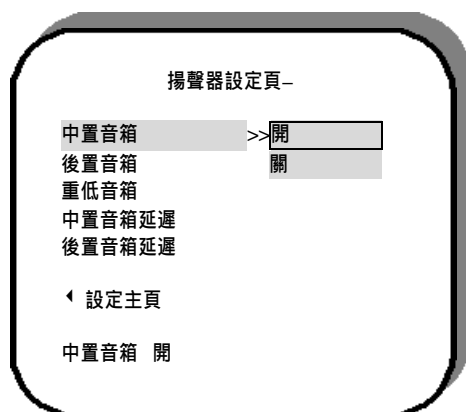 揚聲器設定頁–
中置音箱 >>開
後置音箱 關
重低音箱
中置音箱延遲
後置音箱延遲
設定主頁
中置音箱 開